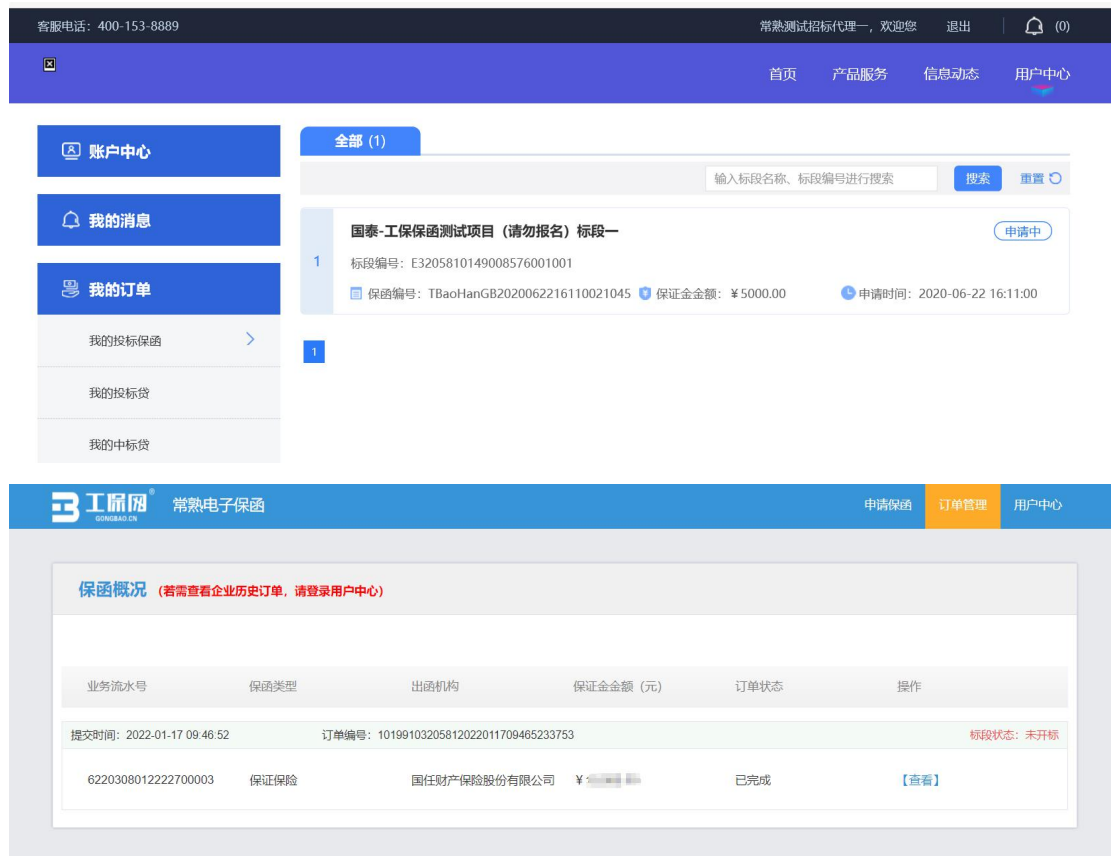 客服电话：400-153-8889 常熟测试招标代理一，欢迎您 退出 (0)
首页 产品服务 信息动态 用户中心
账户中心
全部 (1)
输入标段名称、标段编号进行搜索 搜索 重置
我的消息
国泰-工保保函测试项目（请勿报名）标段一 申请中
1
标段编号：E3205810149008576001001
我的订单
保函编号：TBaoHanGB2020062216110021045 保证金金额：¥5000.00 申请时间：2020-06-22 16:11:00
我的投标保函
1
我的投标贷
我的中标贷
工保网® 常熟电子保函 申请保函 订单管理 用户中心
GONGBAO.CN
保函概况 （若需查看企业历史订单，请登录用户中心）
业务流水号 保函类型 出函机构 保证金金额（元） 订单状态 操作
提交时间：2022-01-17 09:46:52 订单编号：10199103205812022011709465233753 标段状态：未开标
6220308012222700003 保证保险 国任财产保险股份有限公司 ¥ 已完成 【查看】